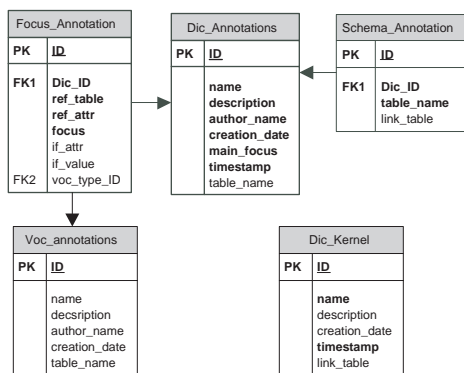 Focus_Annotation
PK ID
FK1 Dic_ID
ref_table
ref_attr
focus
if_attr
if_value
FK2 voc_type_ID
Dic_Annotations
PK ID
name
description
author_name
creation_date
main_focus
timestamp
table_name
Schema_Annotation
PK ID
FK1 Dic_ID
table_name
link_table
Voc_annotations
PK ID
name
decsription
author_name
creation_date
table_name
Dic_Kernel
PK ID
name
description
creation_date
timestamp
link_table